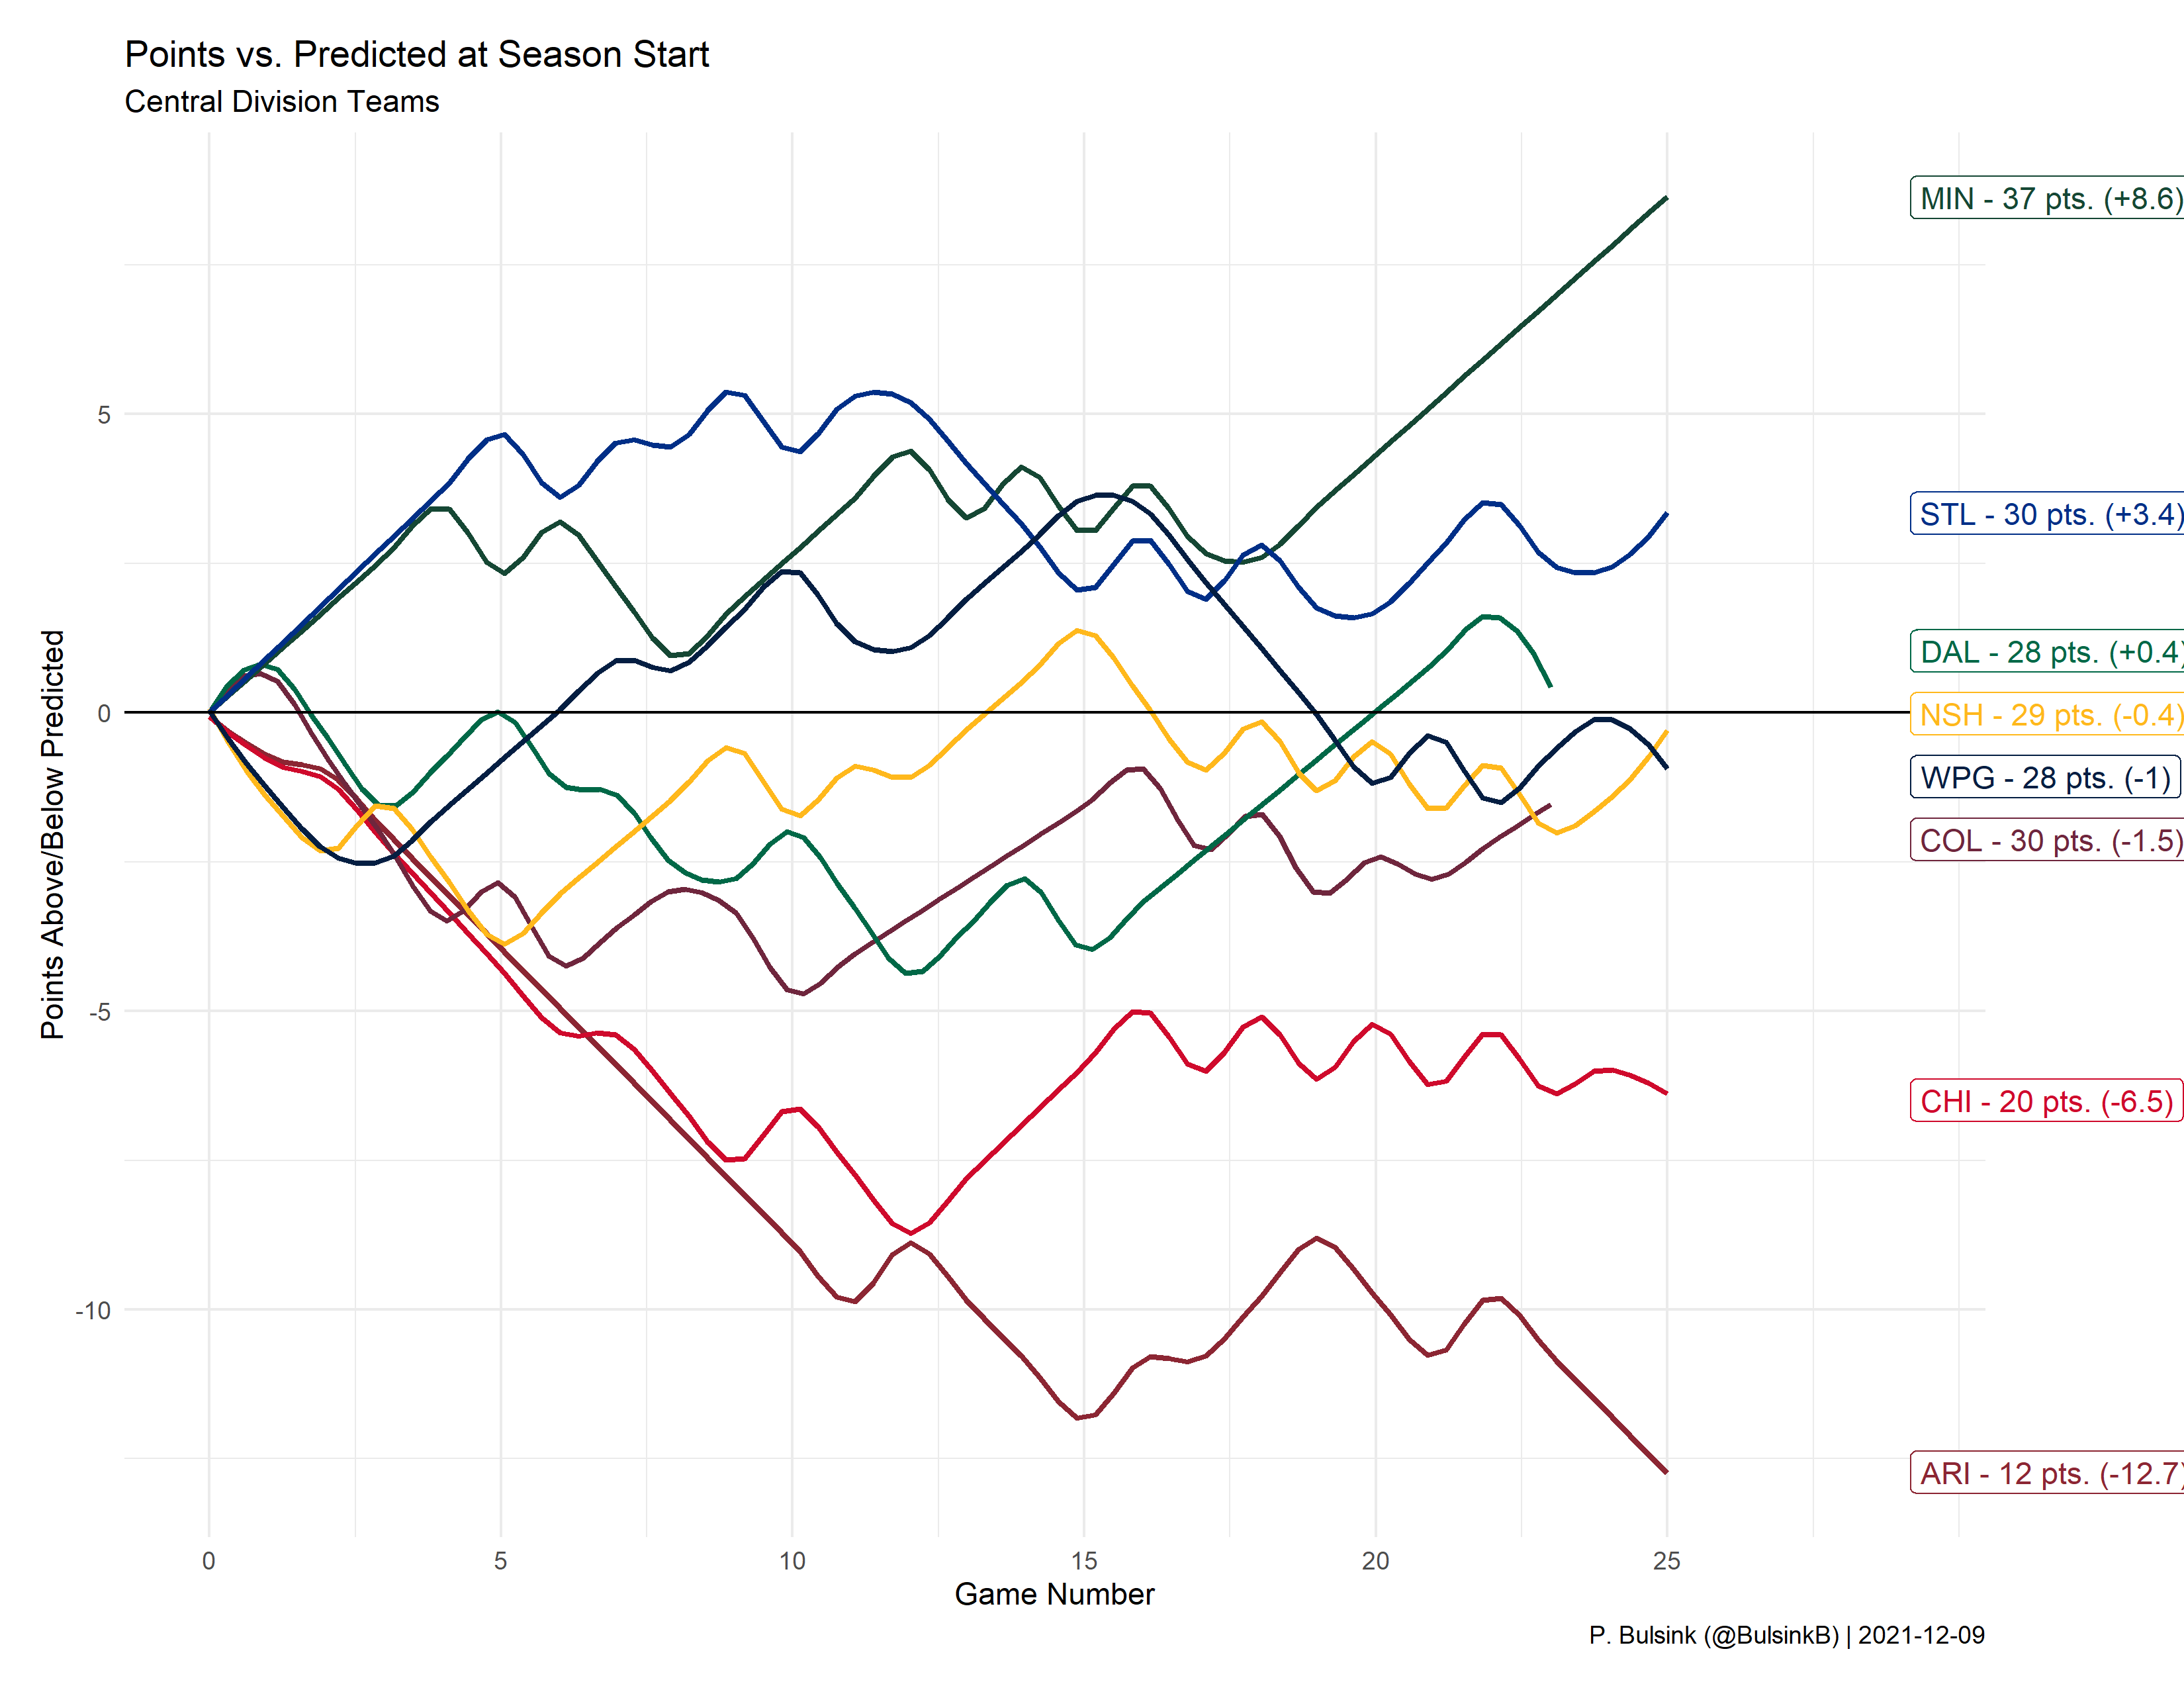 Points vs. Predicted at Season Start
Central Division Teams
Points Above/Below Predicted
5
0
-5
-10
MIN - 37 pts. (+8.6)
STL - 30 pts. (+3.4)
DAL - 28 pts. (+0.4)
NSH - 29 pts. (-0.4)
WPG - 28 pts. (-1)
COL - 30 pts. (-1.5)
CHI - 20 pts. (-6.5)
ARI - 12 pts. (-12.7)
0 5 10 15 20 25
Game Number
P. Bulsink (@BulsinkB) | 2021-12-09